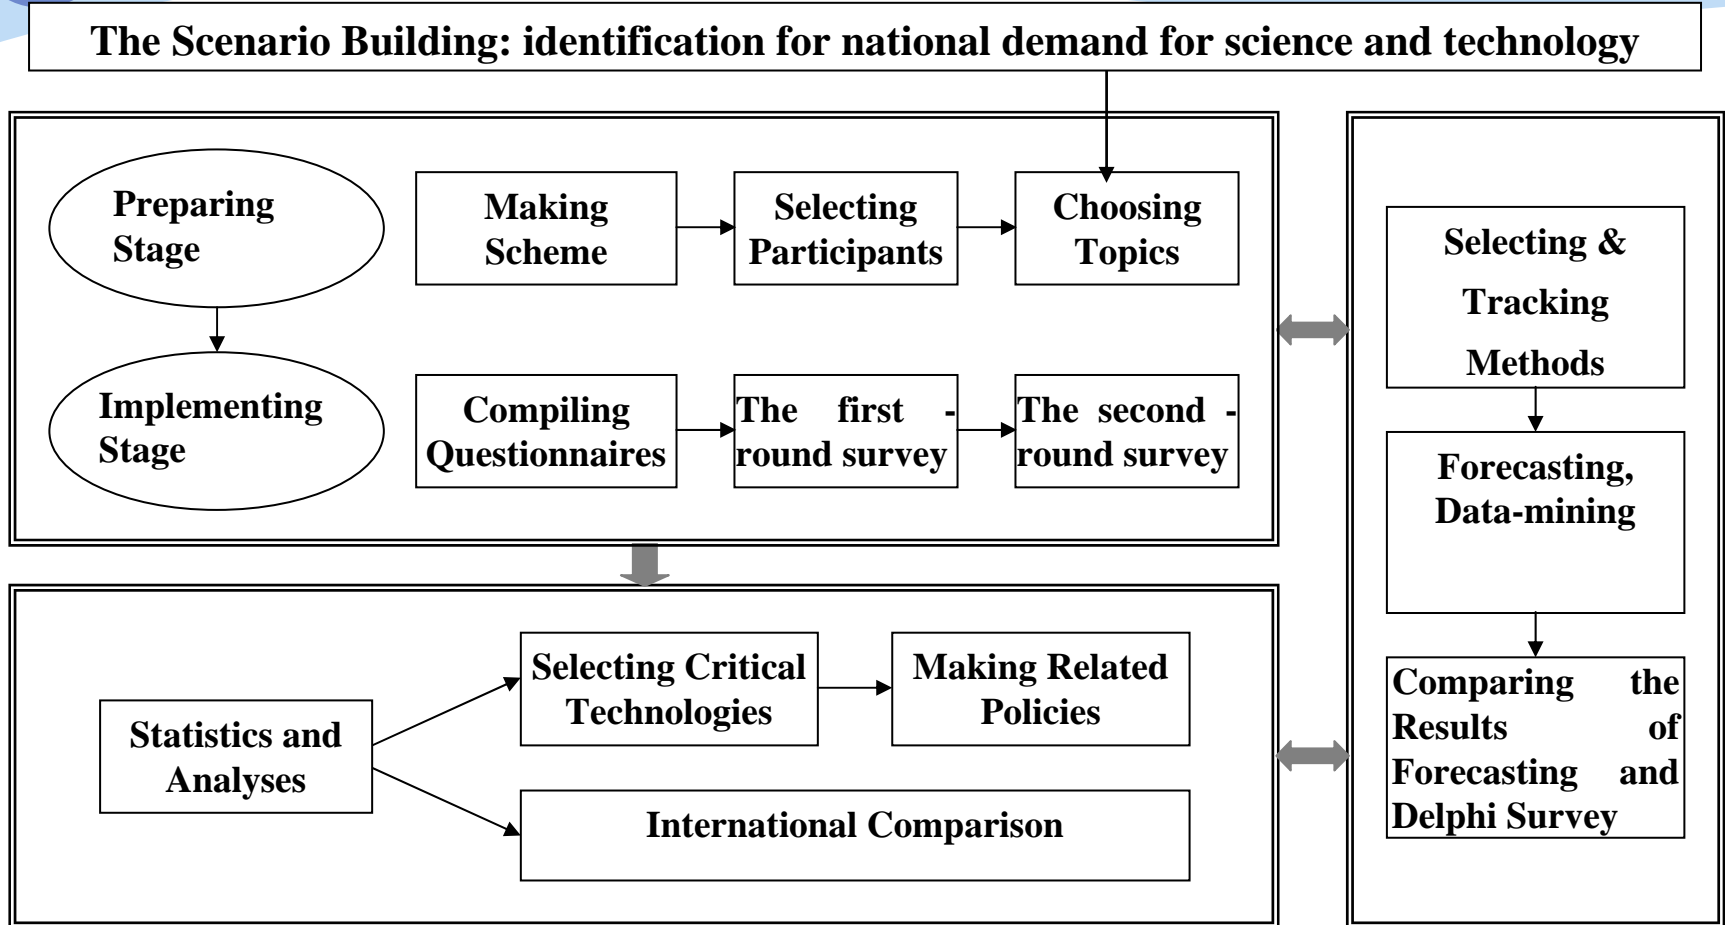 The Scenario Building: identification for national demand for science and technology
Preparing
Stage
Making
Scheme
Selecting
Participants
Choosing
Topics
Implementing
Stage
Compiling
Questionnaires
The first -
round survey
The second -
round survey
Statistics and
Analyses
Selecting Critical
Technologies
Making Related
Policies
International Comparison
Selecting &
Tracking
Methods
Forecasting,
Data-mining
Comparing the
Results of
Forecasting and
Delphi Survey